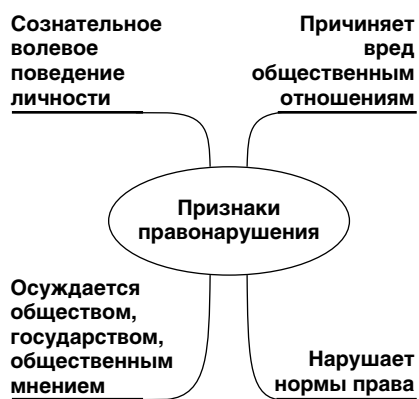 Сознательное
волевое
поведение
личности
Причиняет
вред
общественным
отношениям
Признаки
правонарушения
Осуждается
обществом,
государством,
общественным
мнением
Нарушает
нормы права